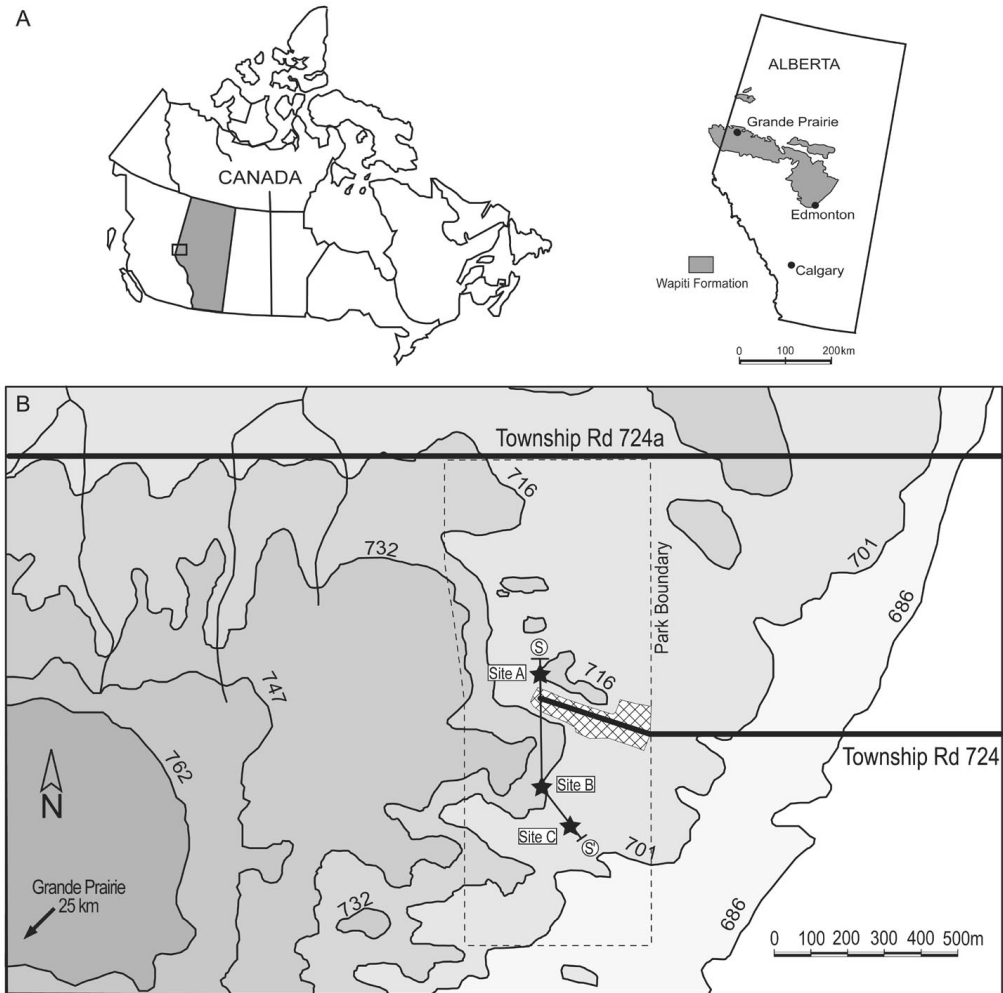 A
CANADA
ALBERTA
Grande Prairie
Edmonton
Calgary
Wapiti Formation
0 100 200km
B
Township Rd 724a
716
732
701
686
Park Boundary
S
Site A
716
747
762
Township Rd 724
N
Site B
Site C
S'
701
732
686
Grande Prairie
25 km
0 100 200 300 400 500m